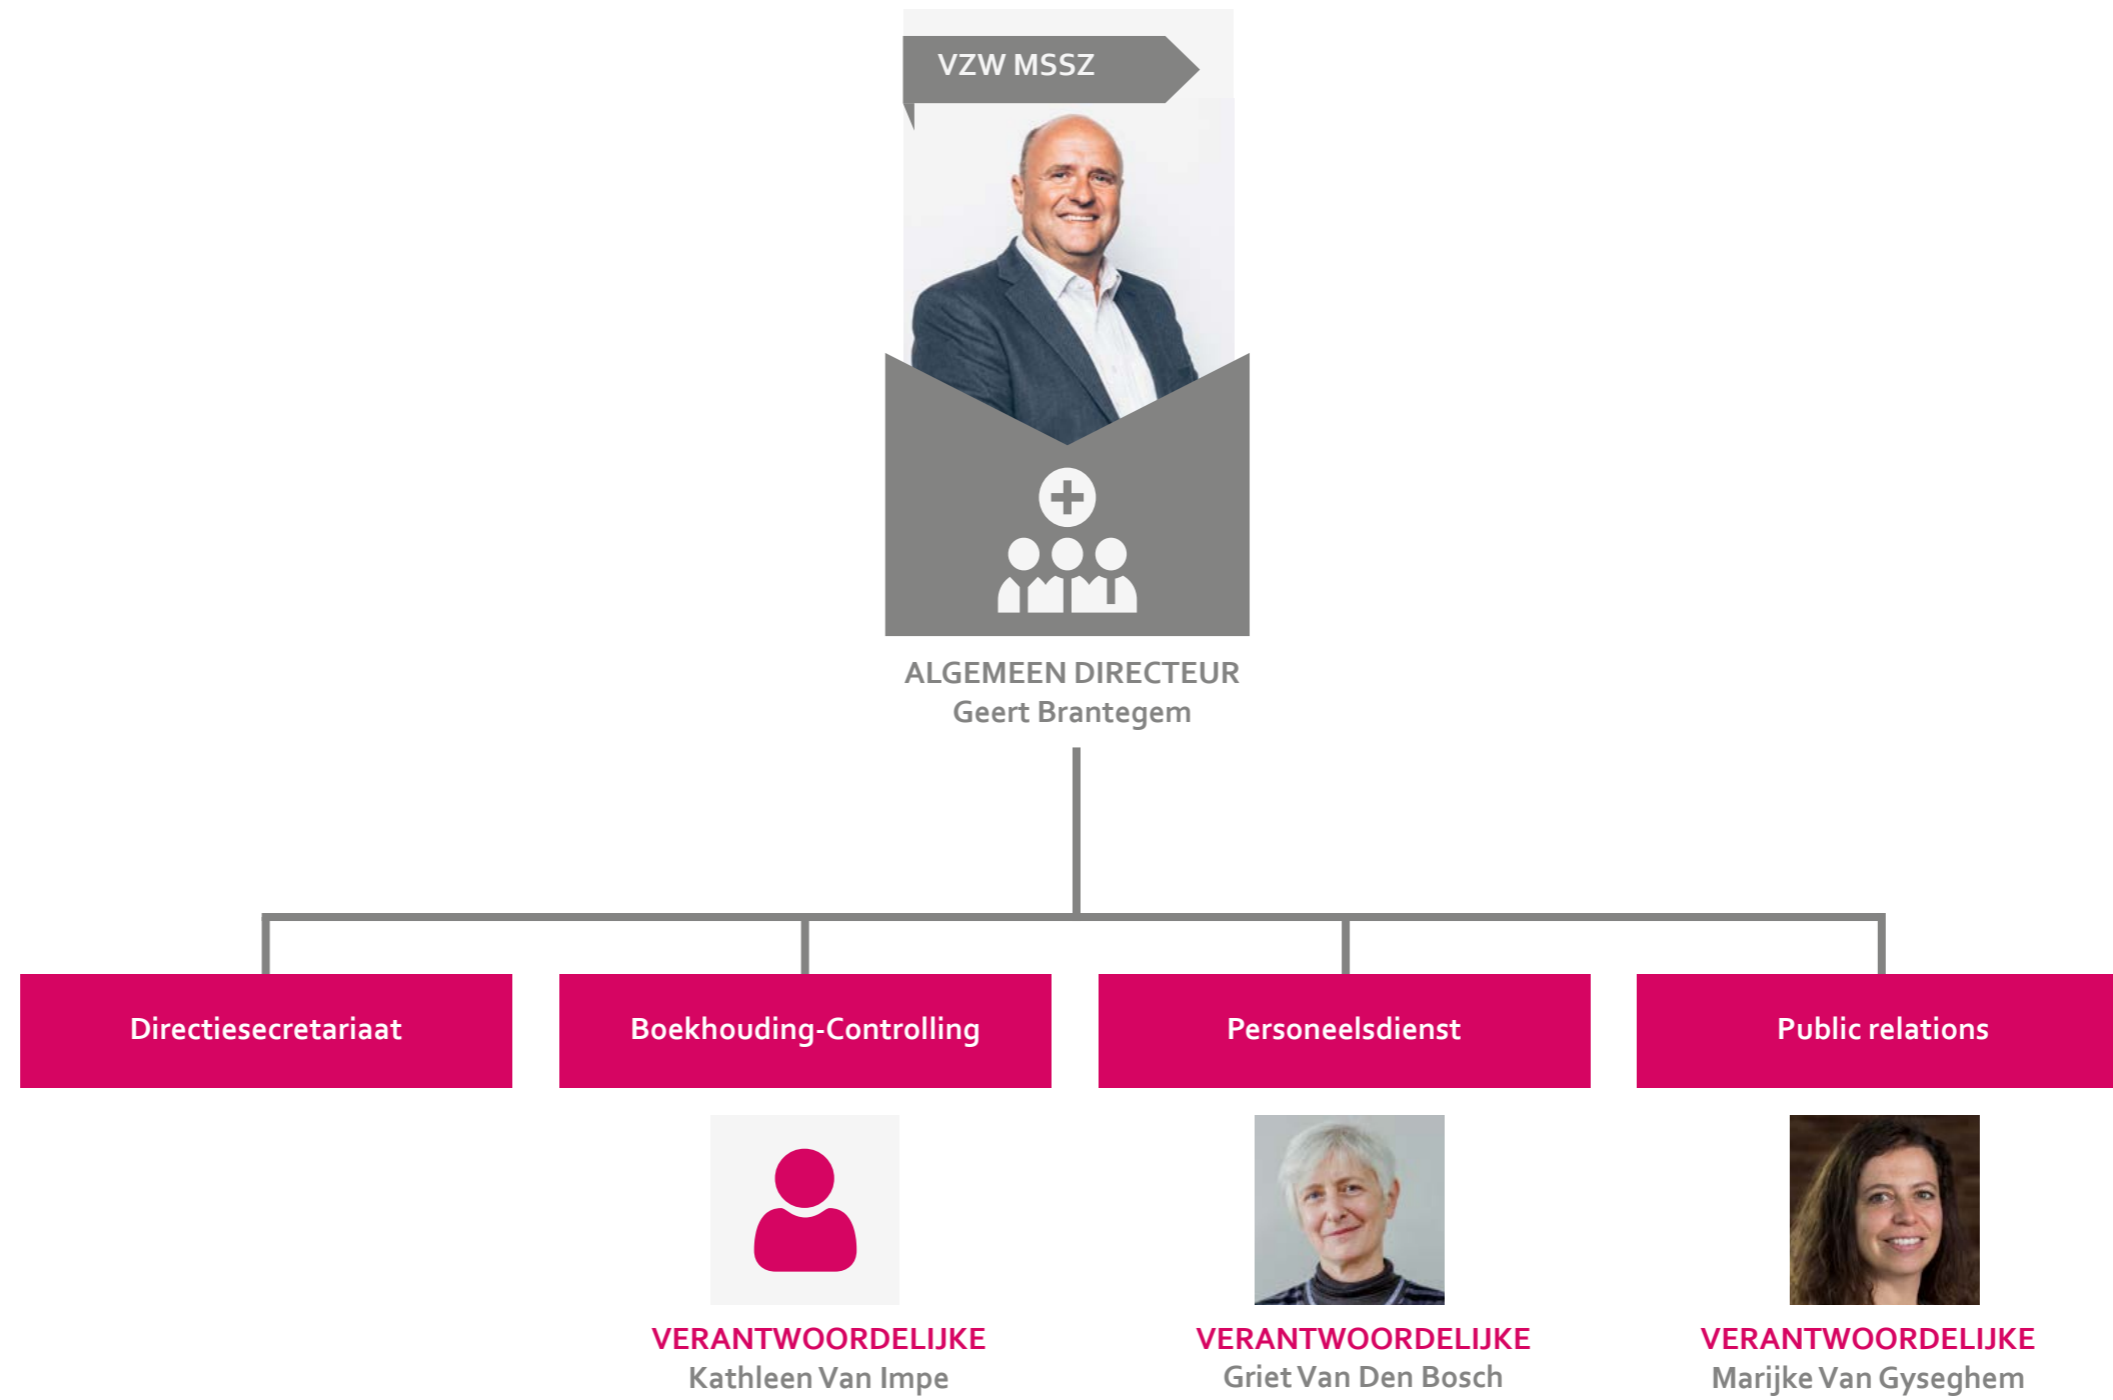 VZW MSSZ
ALGEMEEN DIRECTEUR
Geert Brantegem
Directiesecretariaat
Boekhouding-Controlling
Personeelsdienst
Public relations
VERANTWOORDELIJKE
Kathleen Van Impe
VERANTWOORDELIJKE
Griet Van Den Bosch
VERANTWOORDELIJKE
Marijke Van Gyseghem